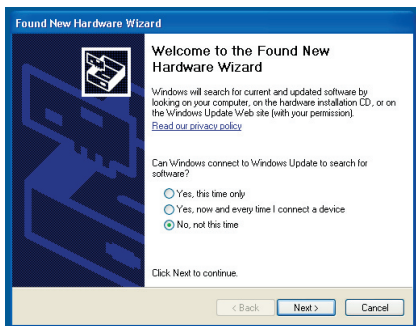 Found New Hardware Wizard
Welcome to the Found New
Hardware Wizard
Windows will search for current and updated software by
looking on your computer, on the hardware installation CD, or on
the Windows Update Web site (with your permission).
Read our privacy policy
Can Windows connect to Windows Update to search for
software?
Yes, this time only
Yes, now and every time I connect a device
No, not this time
Click Next to continue.
< Back Next > Cancel